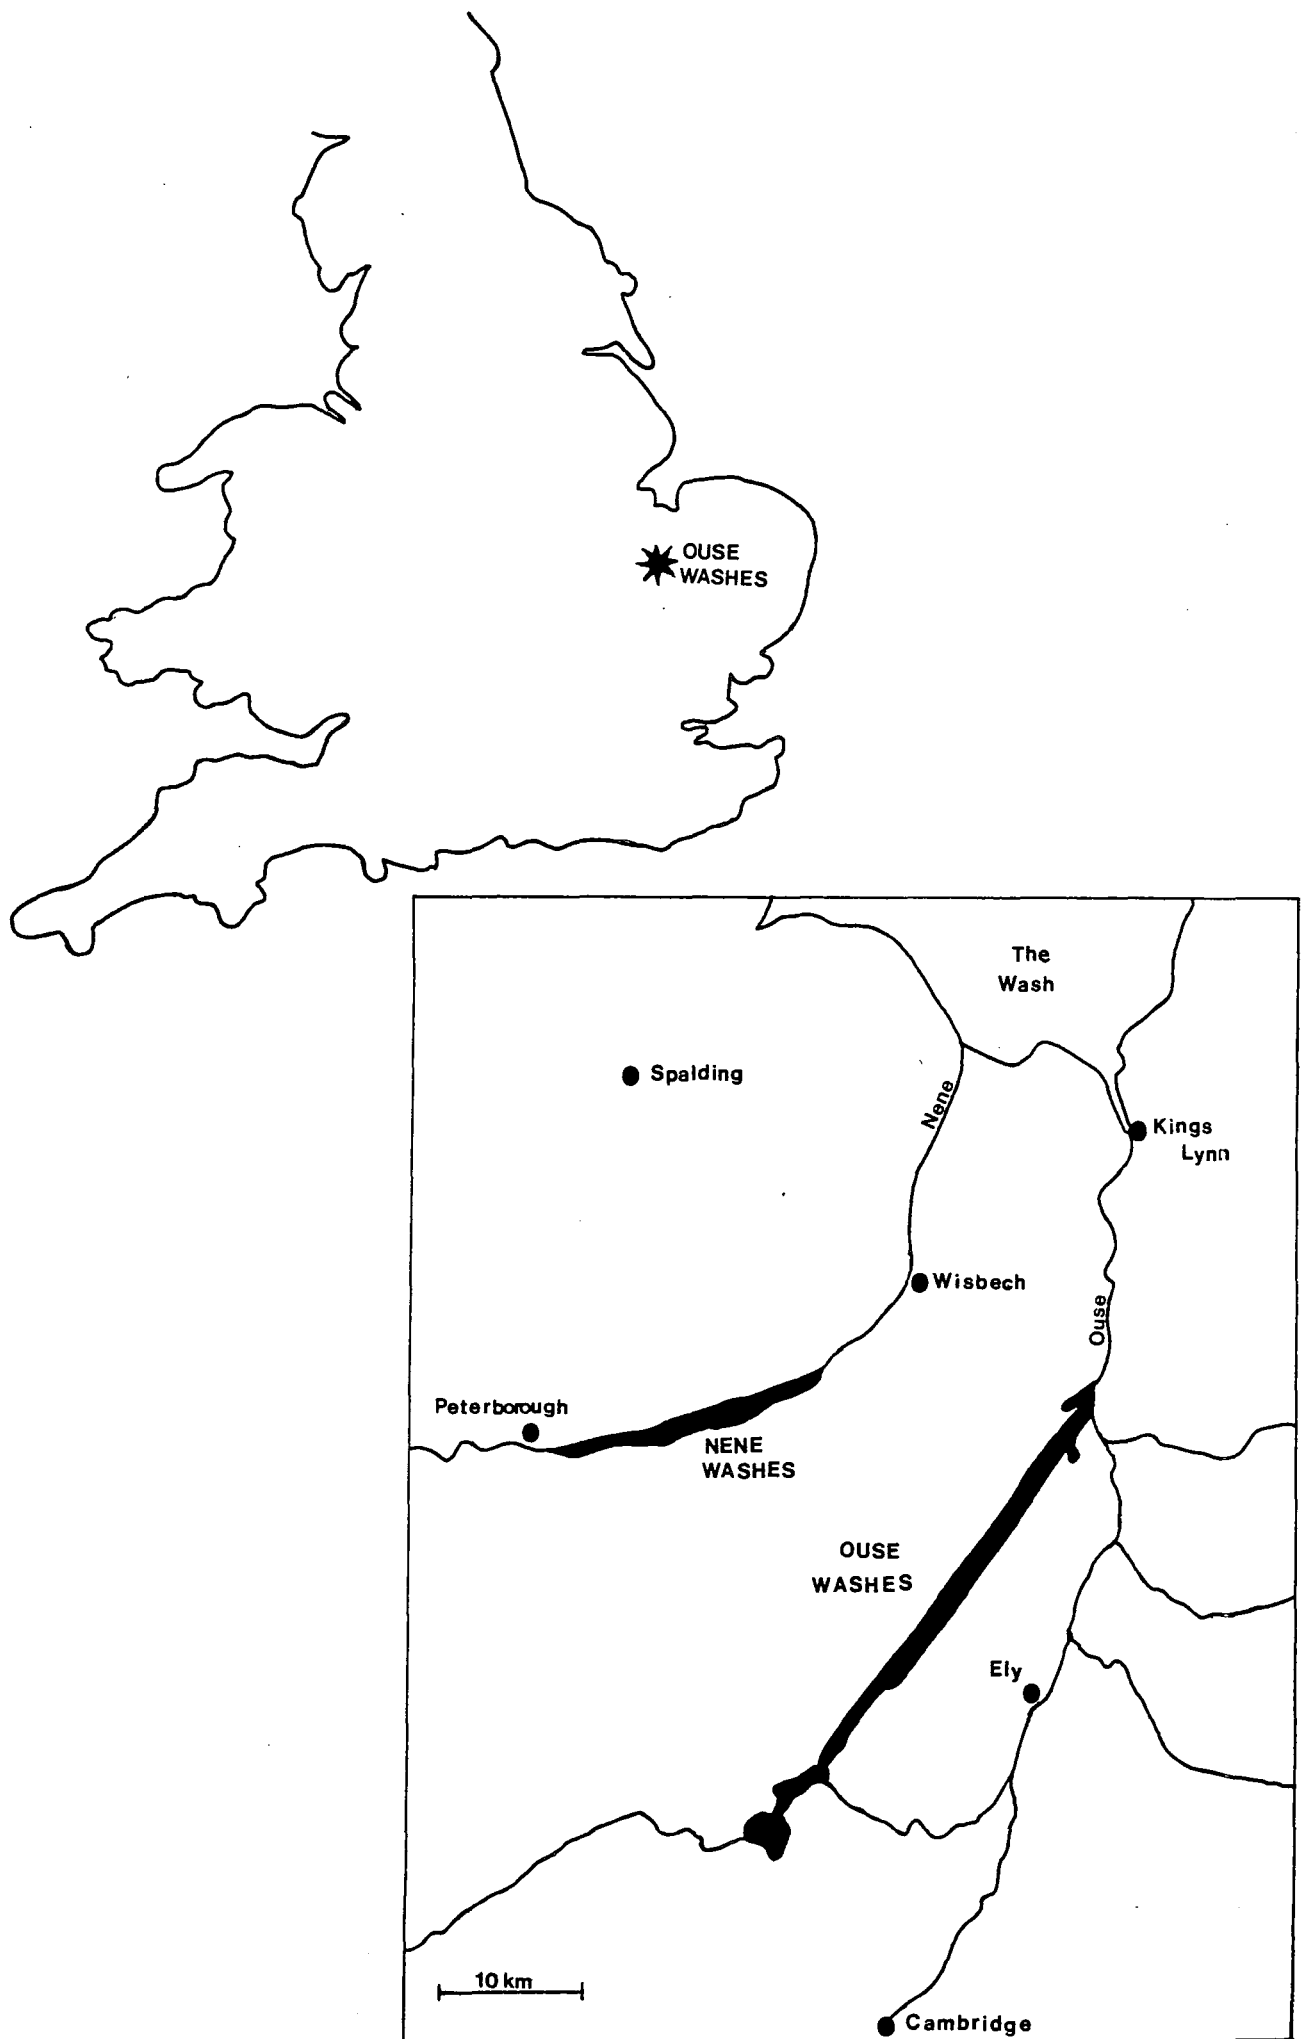 OUSE
WASHES
The
Wash
Spalding
Nene
Kings
Lynn
Wisbech
Ouse
Peterborough
NENE
WASHES
OUSE
WASHES
Ely
10 km
Cambridge